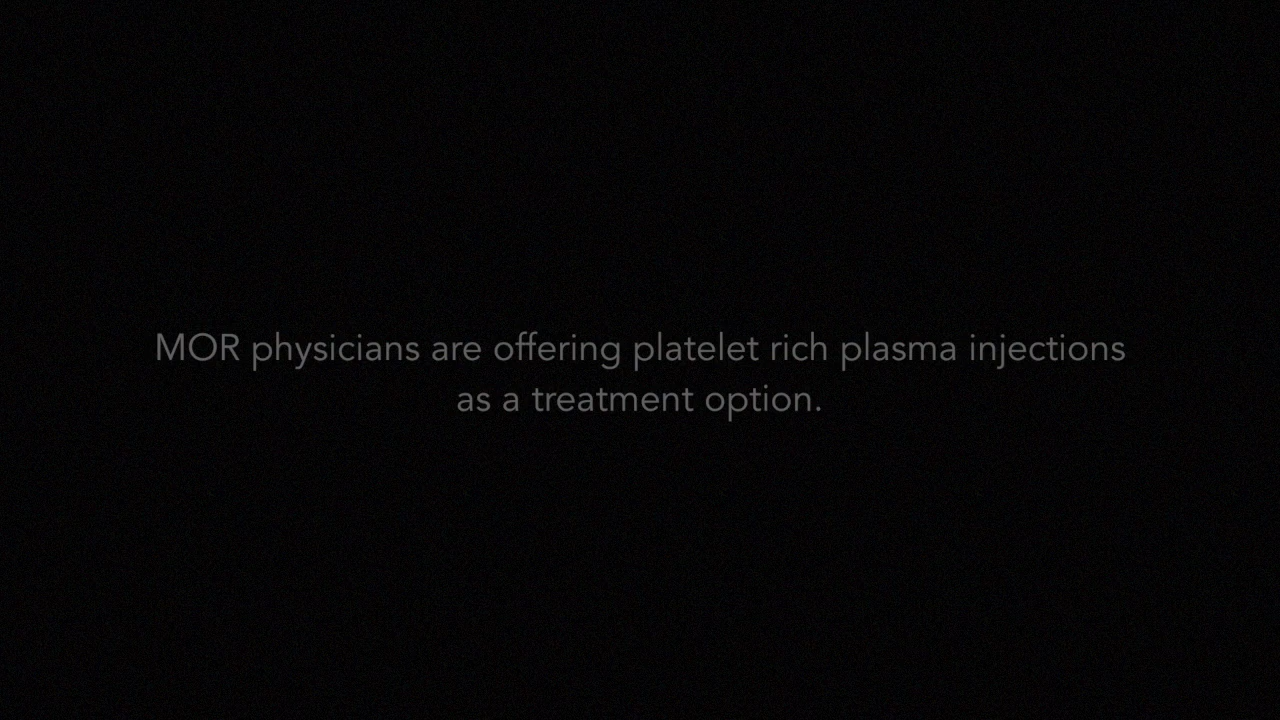 MOR physicians are offering platelet rich plasma injections
as a treatment option.